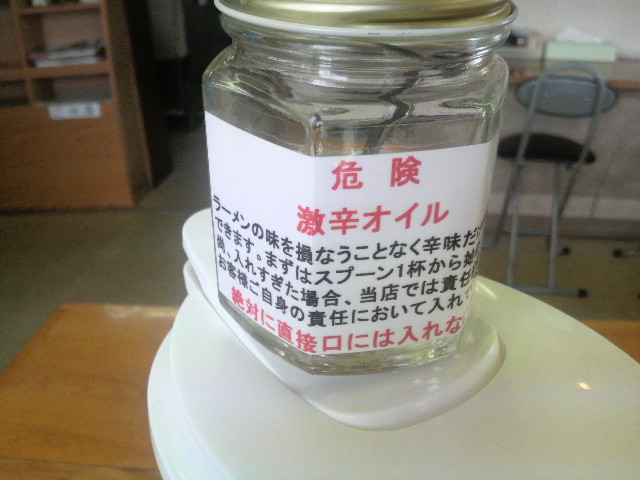 危険
激辛オイル
ラーメンの味を損なうことなく辛味だけ
できます。まずはスプーン1杯から始
尚、入れすぎた場合、当店では責任
お客様ご自身の責任において入れ
絶対に直接口には入れな